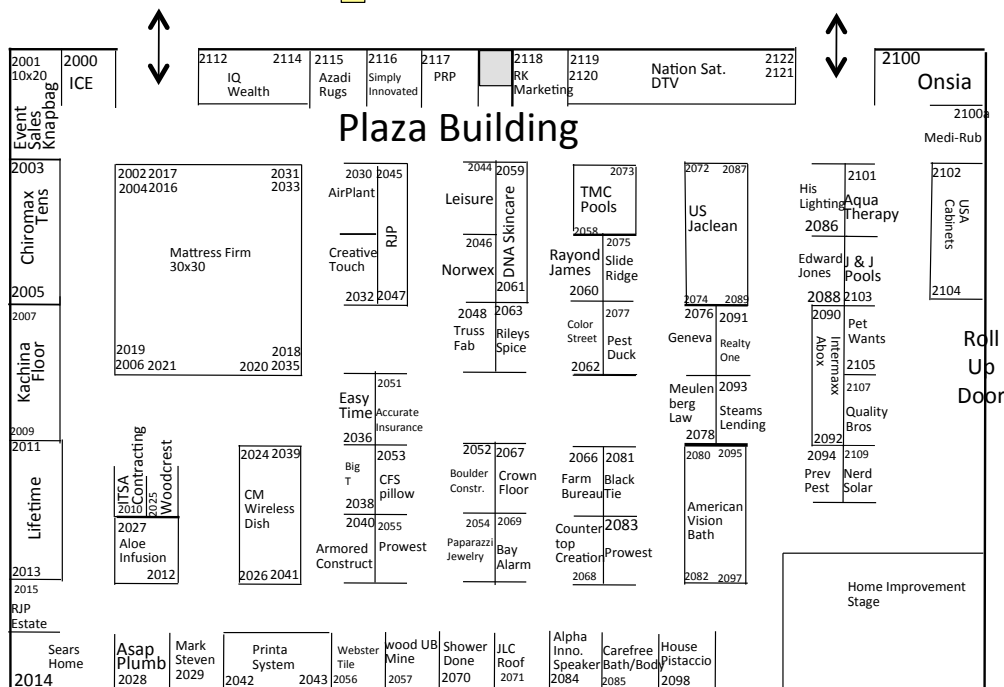 2001
10x20
Event
Sales
Knapbag
2000
ICE
2112 2114
IQ
Wealth
2115
Azadi
Rugs
2116
Simply
Innovated
2117
PRP
2118
RK
Marketing
2119
2120
Nation Sat.
DTV
2122
2121
2100
Onsia
2100a
Medi-Rub
Plaza Building
2003
Chiromax
Tens
2005
2007
Kachina
Floor
2009
2011
Lifetime
2013
2015
RJP
Estate
2002 2017
2004 2016
2031
2033
Mattress Firm
30x30
2019
2006 2021
2018
2020 2035
2030
AirPlant
Creative
Touch
2032
2045
RJP
2047
2044
Leisure
2046
Norwex
2048
Truss
Fab
2059
DNA Skincare
2061
2063
Rileys
Spice
2073
TMC
Pools
2058
Rayond
James
2060
2075
Slide
Ridge
Color
Street
2062
2077
Pest
Duck
2072 2087
US
Jaclean
2074 2089
2076
Geneva
2091
Realty
One
Meulen
berg
Law
2078
2093
Steams
Lending
His
Lighting
2086
2101
Aqua
Therapy
Edward
Jones
2088
J & J
Pools
2103
2090
Intermaxx
Abox
2092
Pet
Wants
2105
2107
Quality
Bros
2094
Prev
Pest
2109
Nerd
Solar
2102
USA
Cabinets
2104
Roll
Up
Door
2051
Easy
Time
2036
Accurate
Insurance
Big
T
2038
2053
CFS
pillow
2040
Armored
Construct
2055
Prowest
ITSA
Contracting
2010
2025
Woodcrest
2027
Aloe
Infusion
2012
2024 2039
CM
Wireless
Dish
2026 2041
2052
Boulder
Constr.
2067
Crown
Floor
2054
Paparazzi
Jewelry
2069
Bay
Alarm
2066
Farm
Bureau
2081
Black
Tie
Counter
top
Creation
2068
2083
Prowest
2080 2095
American
Vision
Bath
2082 2097
Home Improvement
Stage
Sears
Home
2014
Asap
Plumb
2028
Mark
Steven
2029
Printa
System
2042 2043
Webster
Tile
2056
wood UB
Mine
2057
Shower
Done
2070
JLC
Roof
2071
Alpha
Inno.
Speaker
2084
Carefree
Bath/Body
2085
House
Pistaccio
2098